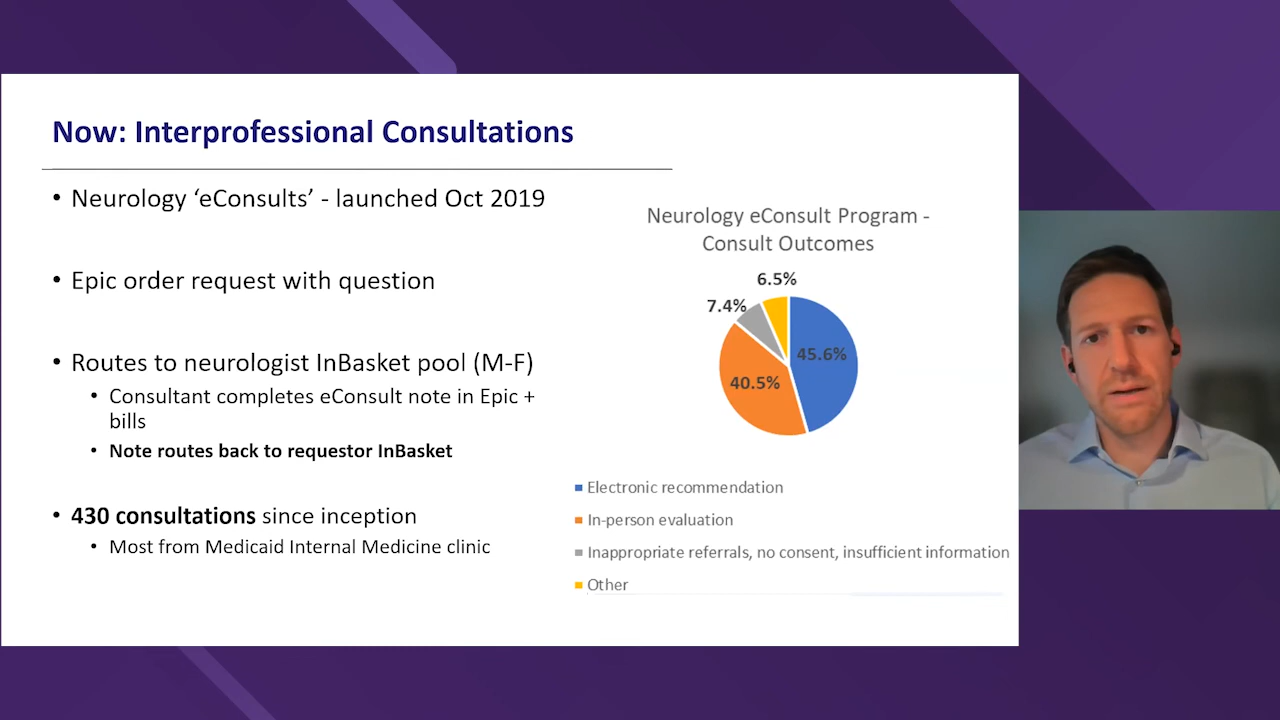 Now: Interprofessional Consultations
• Neurology ‘eConsults’ - launched Oct 2019
• Epic order request with question
• Routes to neurologist InBasket pool (M-F)
• Consultant completes eConsult note in Epic +
bills
• Note routes back to requestor InBasket
• 430 consultations since inception
• Most from Medicaid Internal Medicine clinic
Neurology eConsult Program -
Consult Outcomes
6.5%
7.4%
45.6%
40.5%
Electronic recommendation
In-person evaluation
Inappropriate referrals, no consent, insufficient information
Other